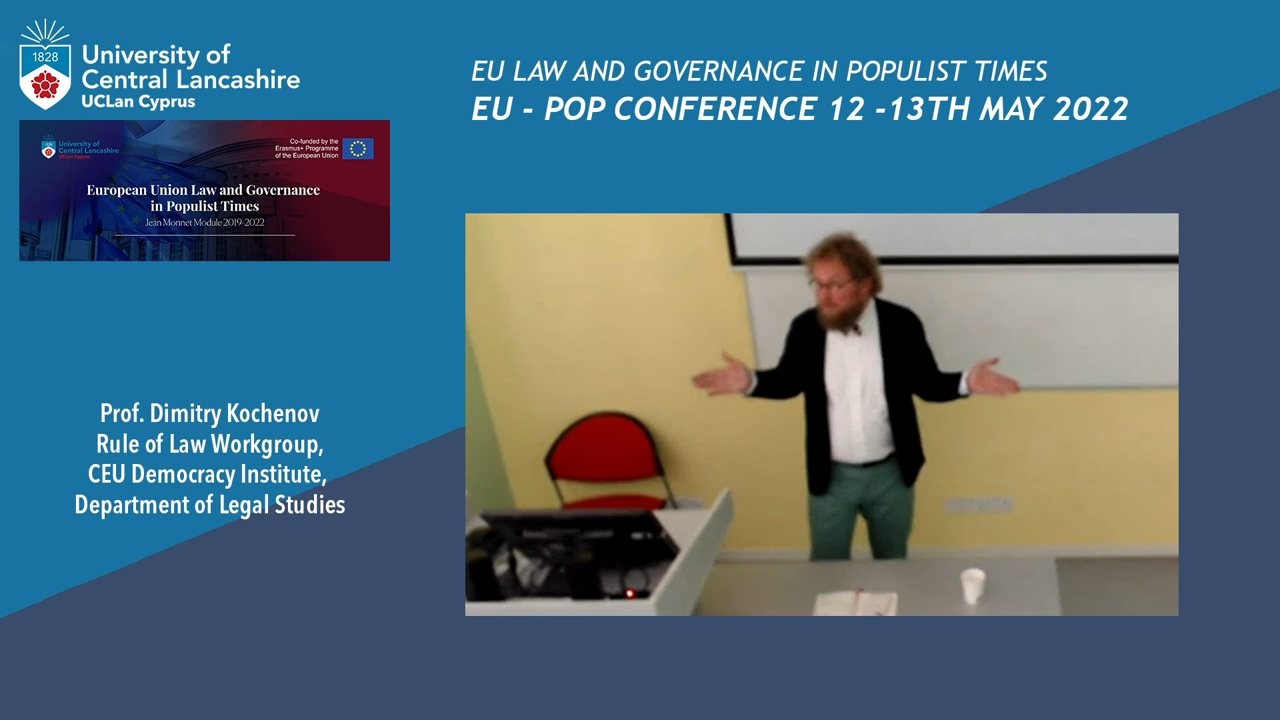 1828
University of
Central Lancashire
UCLan Cyprus
EU LAW AND GOVERNANCE IN POPULIST TIMES
EU - POP CONFERENCE 12 -13TH MAY 2022
University of
Central Lancashire
UCLan Cyprus
Co-funded by the
Erasmus+ Programme
of the European Union
European Union Law and Governance
in Populist Times
Jean Monnet Module 2019-2022
Prof. Dimitry Kochenov
Rule of Law Workgroup,
CEU Democracy Institute,
Department of Legal Studies